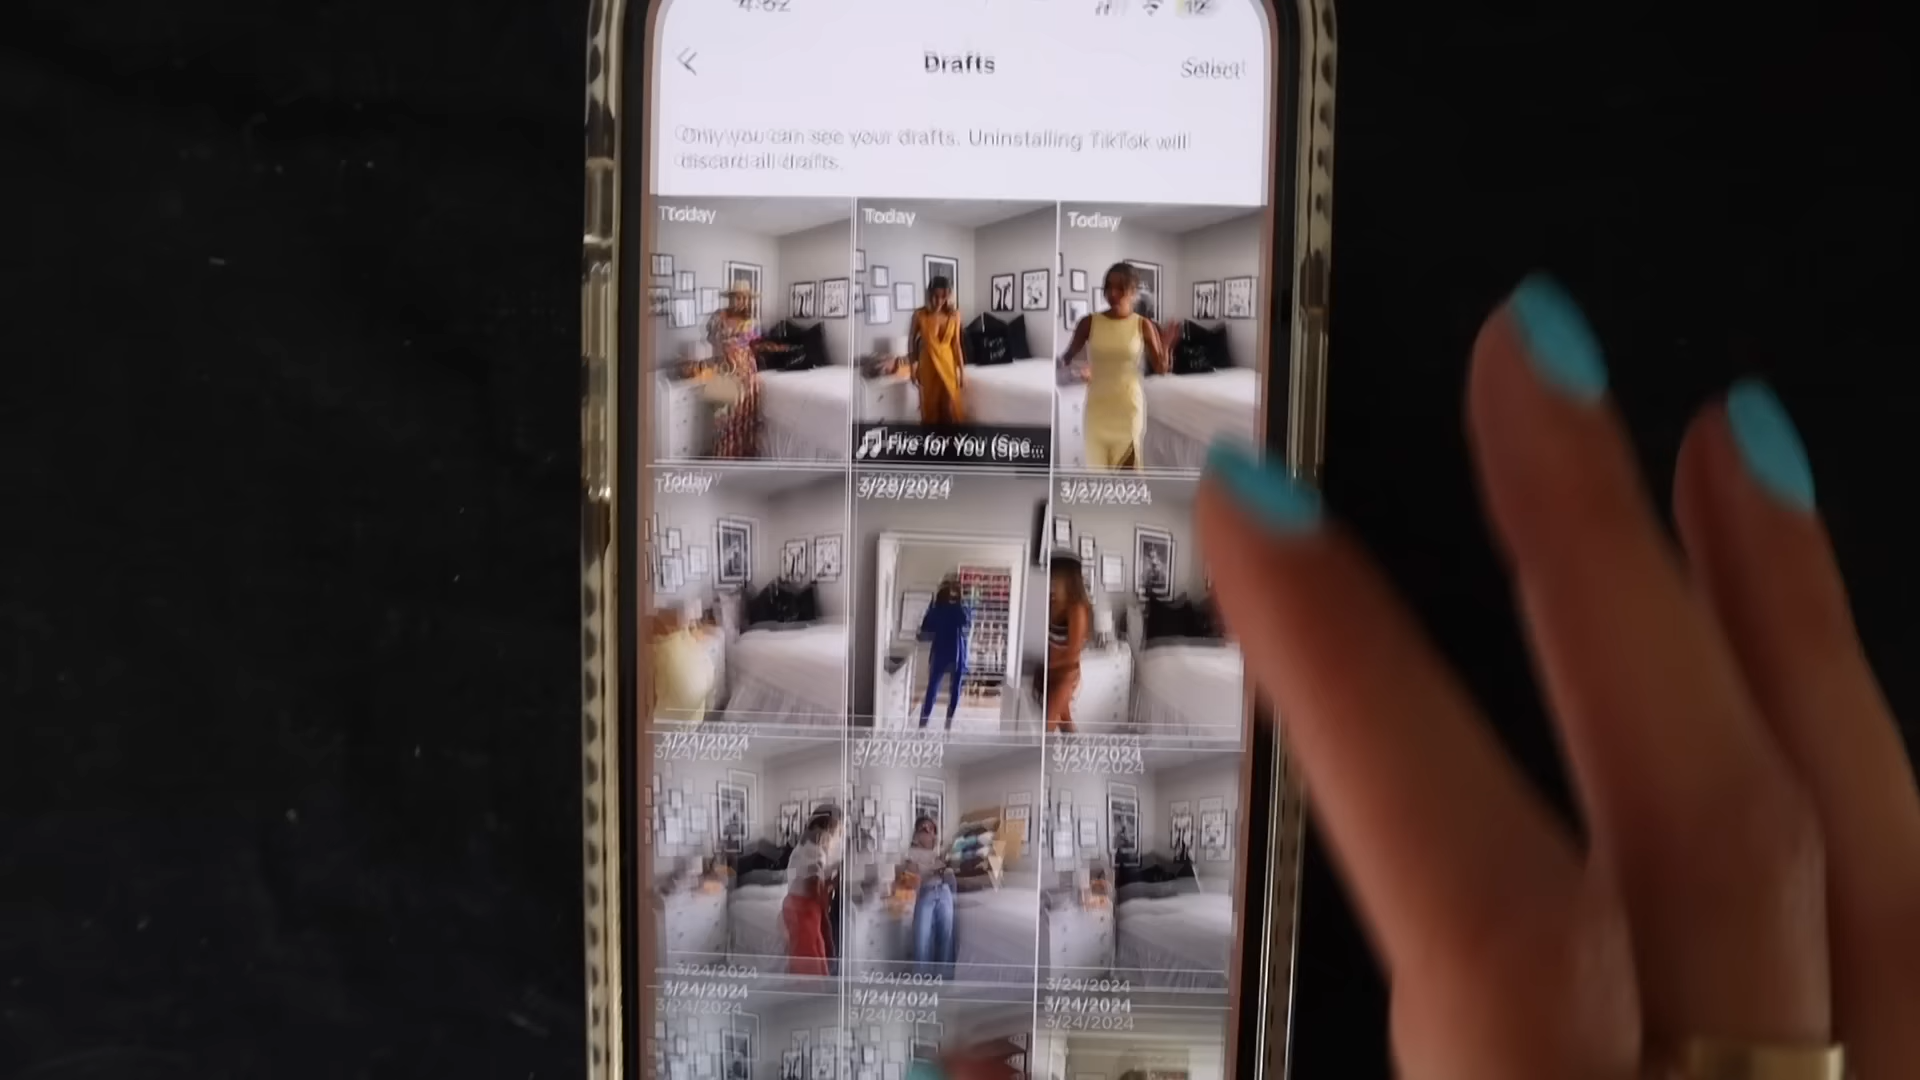 Drafts
Select
Only you can see your drafts. Uninstalling TikTok will
discard all drafts.
Today
Today
Today
Fire for You (Spe...
Today
3/28/2024
3/27/2024
3/24/2024
3/24/2024
3/24/2024
3/24/2024
3/24/2024
3/24/2024